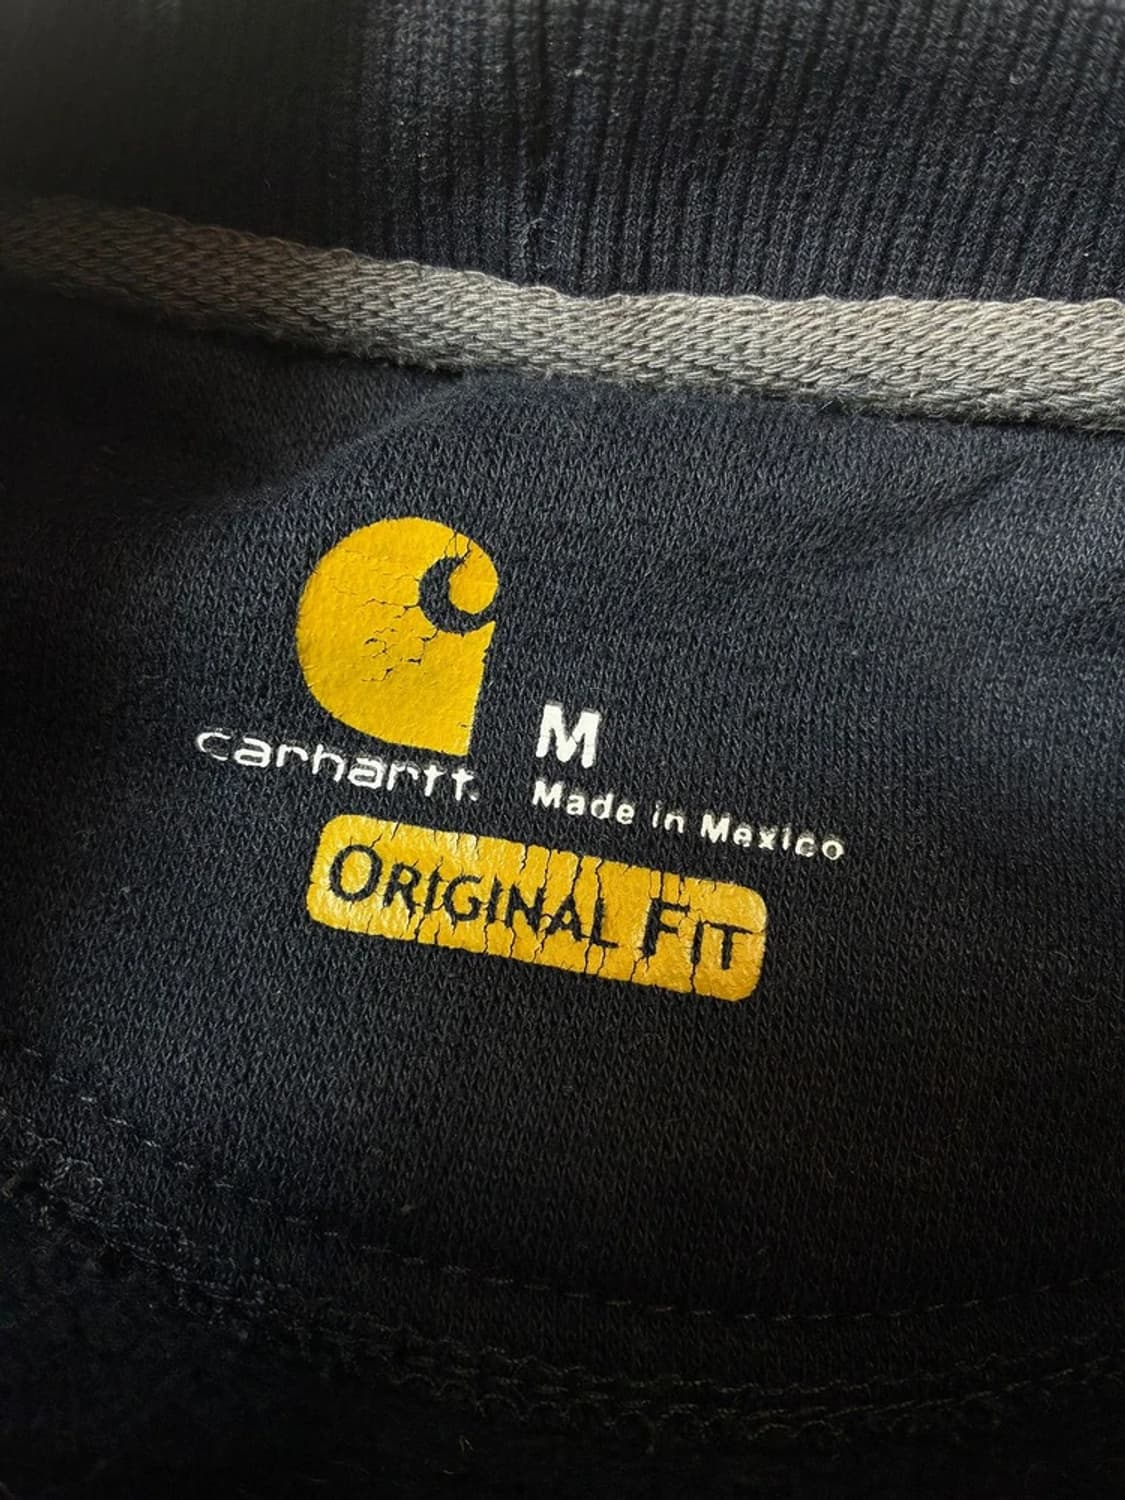 carhartt.
M
Made in Mexico
ORIGINAL FIT